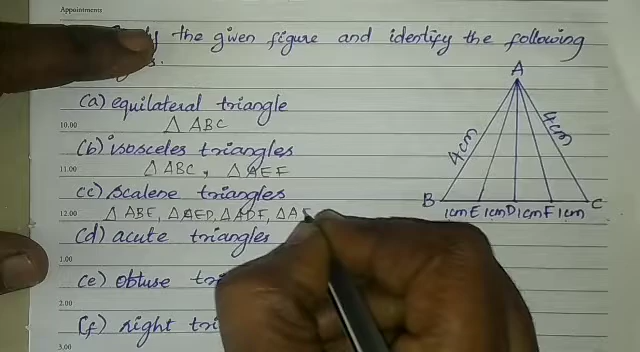 Appointments
the given figure and identify the following
(a) equilateral triangle
10.00 △ ABC
(b) isosceles triangles
11.00 △ ABC, △ AEF
(c) scalene triangles
12.00 △ ABE, △ AED, △ ADF, △ A
(d) acute triangles
1.00
(e) obtuse tri
2.00
(f) right tri
3.00
A
4cm 4cm
B C
1cm E 1cm D 1cm F 1cm